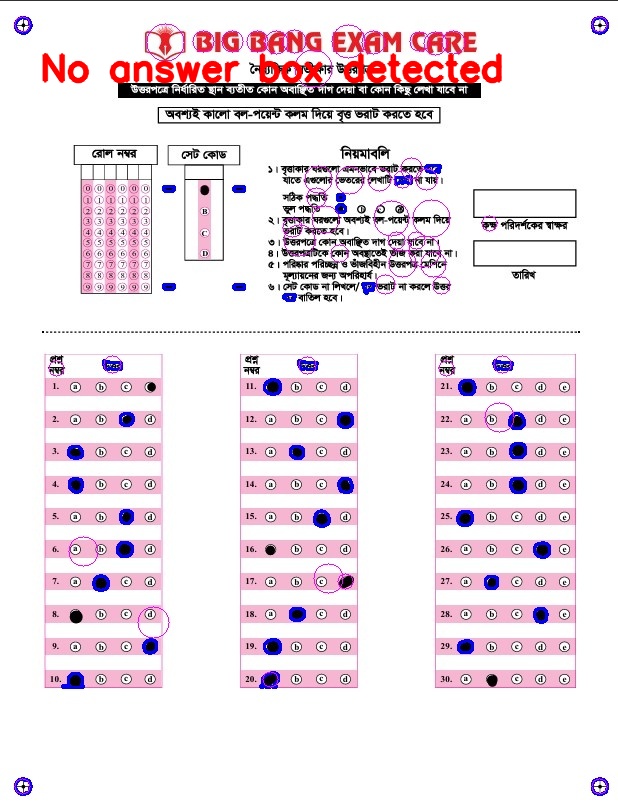 BIG BANG EXAM CARE
No answer box detected
উত্তরপত্রে নির্ধারিত স্থান ব্যতীত কোন অবাঞ্ছিত দাগ দেয়া বা কোন কিছু লেখা যাবে না
অবশ্যই কালো বল-পয়েন্ট কলম দিয়ে বৃত্ত ভরাট করতে হবে
রোল নম্বর
সেট কোড
নিয়মাবলি
১। বৃত্তাকার ঘরগুলো এমনভাবে ভরাট করতে
যাতে এগুলোর ভেতরের লেখাটি না যায়।
সঠিক পদ্ধতি
ভুল পদ্ধতি
২। বৃত্তাকার ঘরগুলো অবশ্যই বল-পয়েন্ট কলম দিয়ে
ভরাট করতে হবে।
৩। উত্তরপত্রে কোন অবাঞ্ছিত দাগ দেয়া যাবে না।
৪। উত্তরপত্রটিকে কোন অবস্থাতেই ভাঁজ করা যাবে না।
৫। পরিষ্কার পরিচ্ছন্ন ও ভাঁজবিহীন উত্তরপত্র মেশিনে
মূল্যায়নের জন্য অপরিহার্য।
৬। সেট কোড না লিখলে/ ভরাট না করলে উত্তর
বাতিল হবে।
কক্ষ পরিদর্শকের স্বাক্ষর
তারিখ
0 0 0 0 0 0
1 1 1 1 1 1
2 2 2 2 2 2
3 3 3 3 3 3
4 4 4 4 4 4
5 5 5 5 5 5
6 6 6 6 6 6
7 7 7 7 7 7
8 8 8 8 8 8
9 9 9 9 9 9
B
C
D
প্রশ্ন
নম্বর
উত্তর
1. a b c
2. a b d
3. b c d
4. b c d
5. a b d
6. a b d
7. a c d
8. b c d
9. a b c
10. b c d
প্রশ্ন
নম্বর
উত্তর
11. b c d
12. a b c
13. a c d
14. a b c
15. a b d
16. b c d
17. a b c
18. a c d
19. b c d
20. b c d
প্রশ্ন
নম্বর
উত্তর
21. b c d e
22. a b d e
23. a b d e
24. a b d e
25. b c d e
26. a b c e
27. a c d e
28. a b c e
29. b c d e
30. a c d e